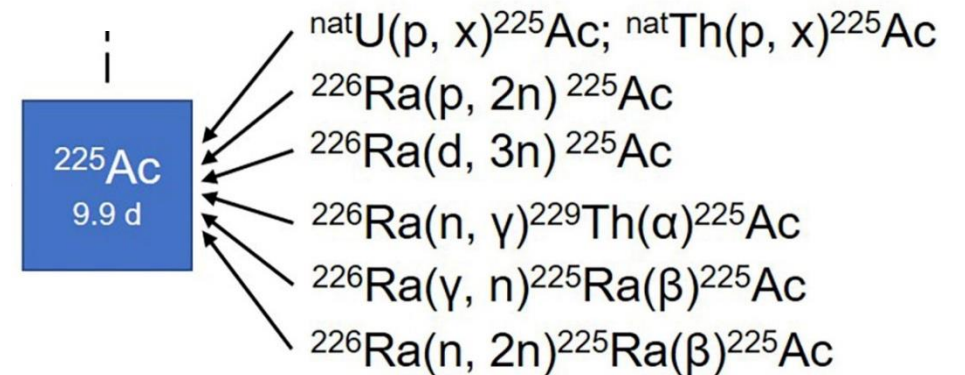 ²²⁵Ac
9.9 d
ⁿᵃᵗU(p, x)²²⁵Ac; ⁿᵃᵗTh(p, x)²²⁵Ac
²²⁶Ra(p, 2n) ²²⁵Ac
²²⁶Ra(d, 3n) ²²⁵Ac
²²⁶Ra(n, γ)²²⁹Th(α)²²⁵Ac
²²⁶Ra(γ, n)²²⁵Ra(β)²²⁵Ac
²²⁶Ra(n, 2n)²²⁵Ra(β)²²⁵Ac